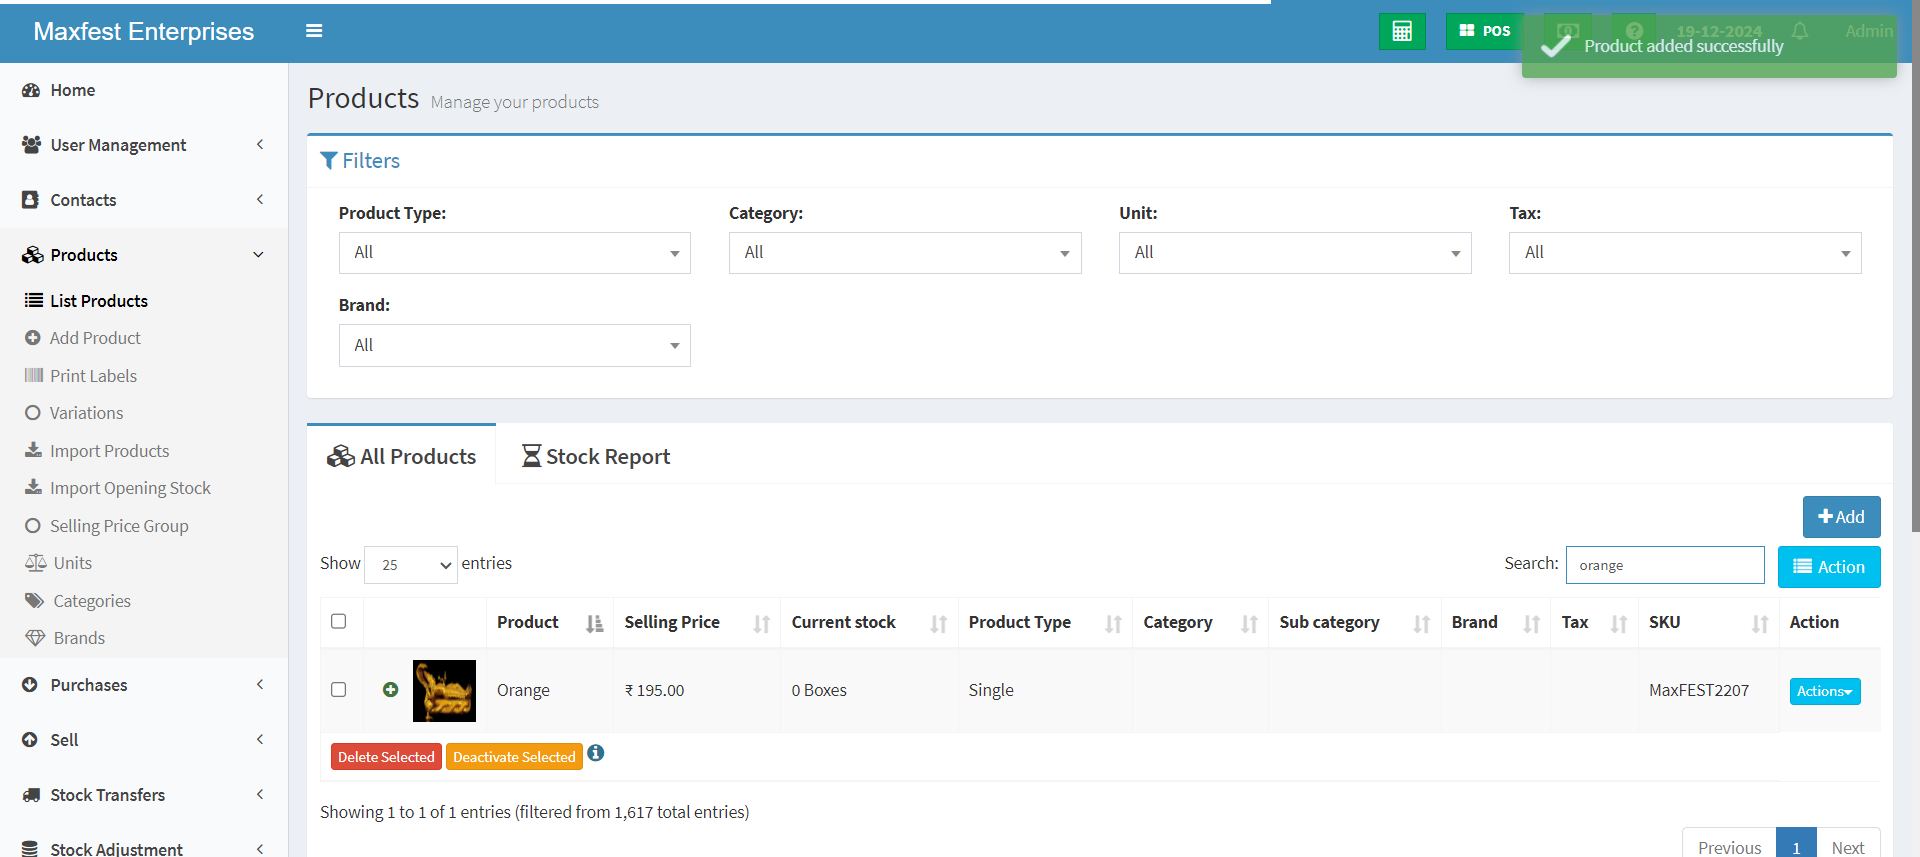 Maxfest Enterprises
POS
19-12-2024
Admin
Product added successfully
Home
User Management
Contacts
Products
List Products
Add Product
Print Labels
Variations
Import Products
Import Opening Stock
Selling Price Group
Units
Categories
Brands
Purchases
Sell
Stock Transfers
Stock Adjustment
Products Manage your products
Filters
Product Type: Category: Unit: Tax:
All All All All
Brand:
All
All Products Stock Report
Add
Show 25 entries Search: orange Action
Product Selling Price Current stock Product Type Category Sub category Brand Tax SKU Action
Orange ₹ 195.00 0 Boxes Single MaxFEST2207 Actions
Delete Selected Deactivate Selected
Showing 1 to 1 of 1 entries (filtered from 1,617 total entries)
Previous 1 Next